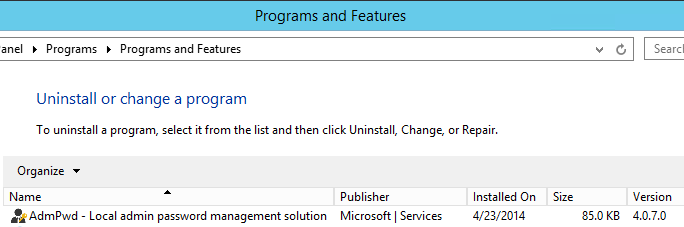 Programs and Features
anel Programs Programs and Features Searc
Uninstall or change a program
To uninstall a program, select it from the list and then click Uninstall, Change, or Repair.
Organize
Name Publisher Installed On Size Version
AdmPwd - Local admin password management solution Microsoft | Services 4/23/2014 85.0 KB 4.0.7.0